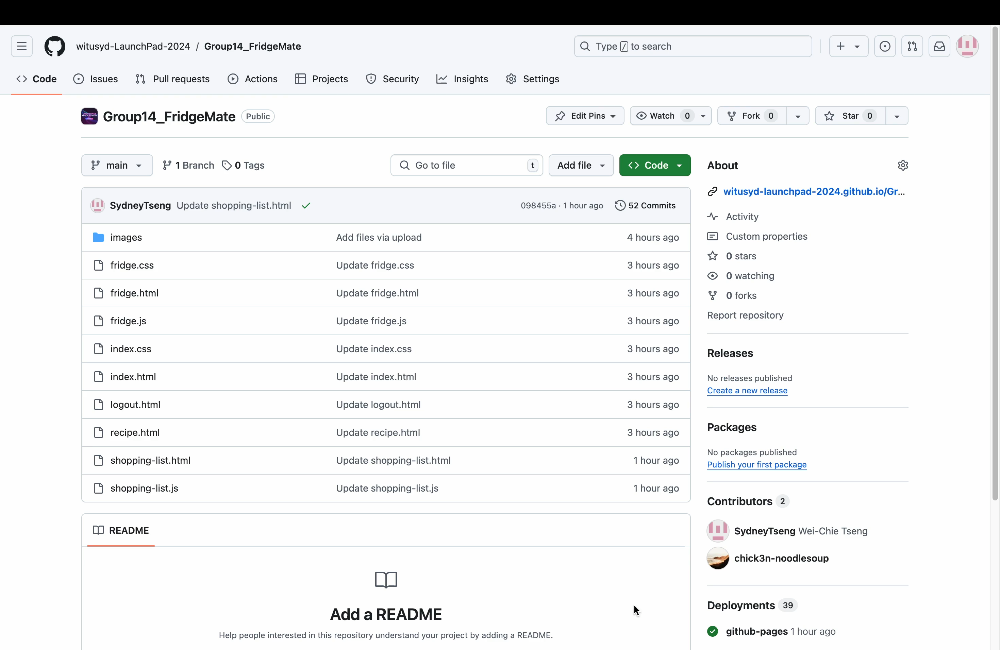 witusyd-LaunchPad-2024 / Group14_FridgeMate
Type / to search
Code Issues Pull requests Actions Projects Security Insights Settings
Group14_FridgeMate Public
Edit Pins Watch 0 Fork 0 Star 0
main 1 Branch 0 Tags
Go to file t Add file Code
About
witusyd-launchpad-2024.github.io/Gr...
SydneyTseng Update shopping-list.html 098455a · 1 hour ago 52 Commits
images Add files via upload 4 hours ago
fridge.css Update fridge.css 3 hours ago
fridge.html Update fridge.html 3 hours ago
fridge.js Update fridge.js 3 hours ago
index.css Update index.css 3 hours ago
index.html Update index.html 3 hours ago
logout.html Update logout.html 3 hours ago
recipe.html Update recipe.html 3 hours ago
shopping-list.html Update shopping-list.html 1 hour ago
shopping-list.js Update shopping-list.js 1 hour ago
README
Add a README
Help people interested in this repository understand your project by adding a README.
Activity
Custom properties
0 stars
0 watching
0 forks
Report repository
Releases
No releases published
Create a new release
Packages
No packages published
Publish your first package
Contributors 2
SydneyTseng Wei-Chie Tseng
chick3n-noodlesoup
Deployments 39
github-pages 1 hour ago